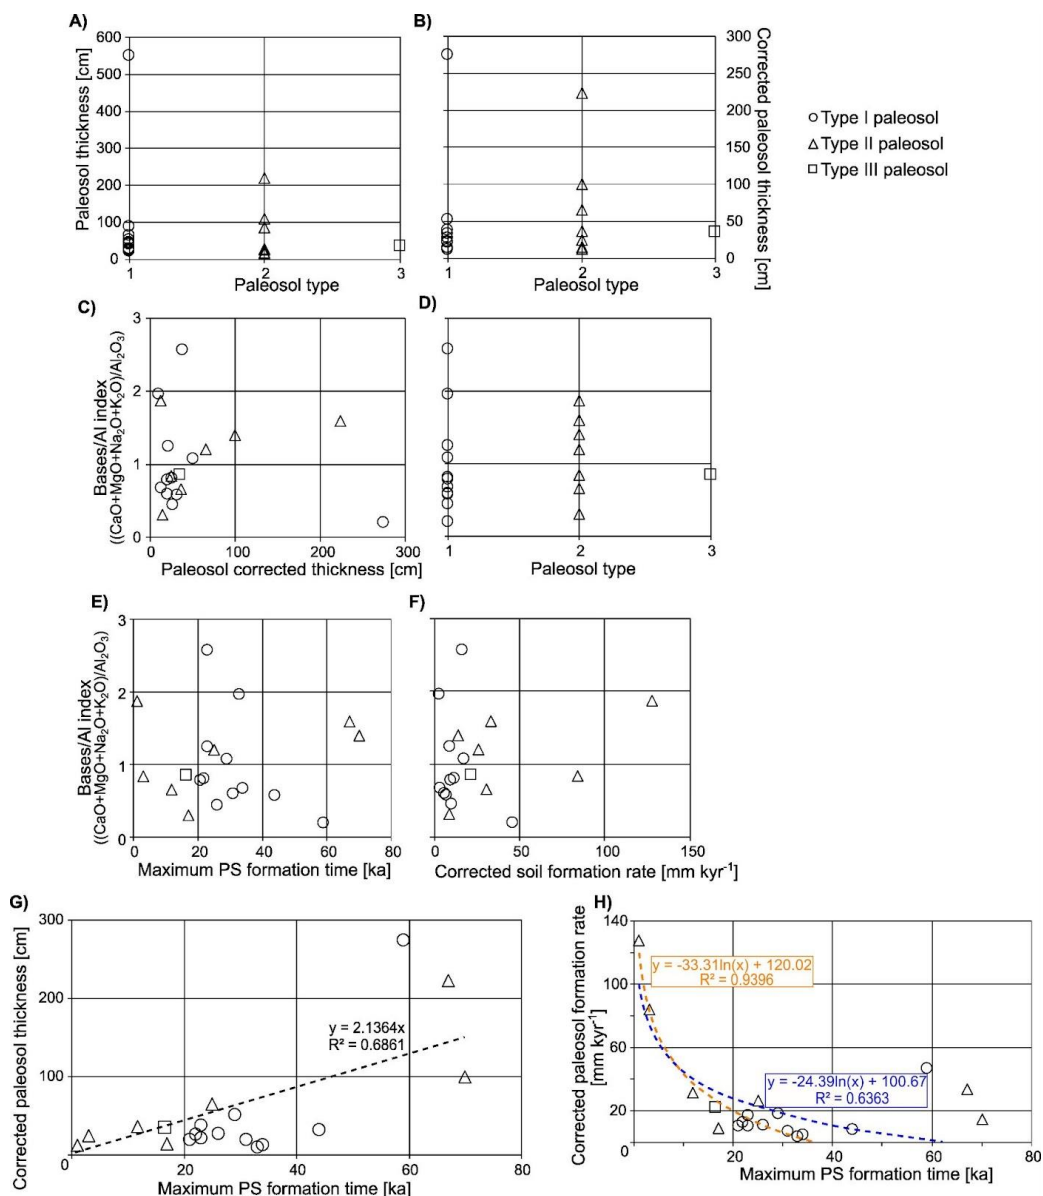 A)
Paleosol thickness [cm]
600
500
400
300
200
100
0
1
2
3
Paleosol type
B)
300
250
200
150
100
50
0
Corrected paleosol thickness [cm]
1
2
3
Paleosol type
Type I paleosol
Type II paleosol
Type III paleosol
C)
Bases/Al index
((CaO+MgO+Na₂O+K₂O)/Al₂O₃)
3
2
1
0
0
100
200
300
Paleosol corrected thickness [cm]
D)
1
2
3
Paleosol type
E)
Bases/Al index
((CaO+MgO+Na₂O+K₂O)/Al₂O₃)
3
2
1
0
0
20
40
60
80
Maximum PS formation time [ka]
F)
0
50
100
150
Corrected soil formation rate [mm kyr⁻¹]
G)
Corrected paleosol thickness [cm]
300
200
100
0
y = 2.1364x
R² = 0.6861
20
40
60
80
Maximum PS formation time [ka]
H)
Corrected paleosol formation rate
[mm kyr⁻¹]
140
100
60
20
0
y = -33.31ln(x) + 120.02
R² = 0.9396
y = -24.39ln(x) + 100.67
R² = 0.6363
0
20
40
60
80
Maximum PS formation time [ka]